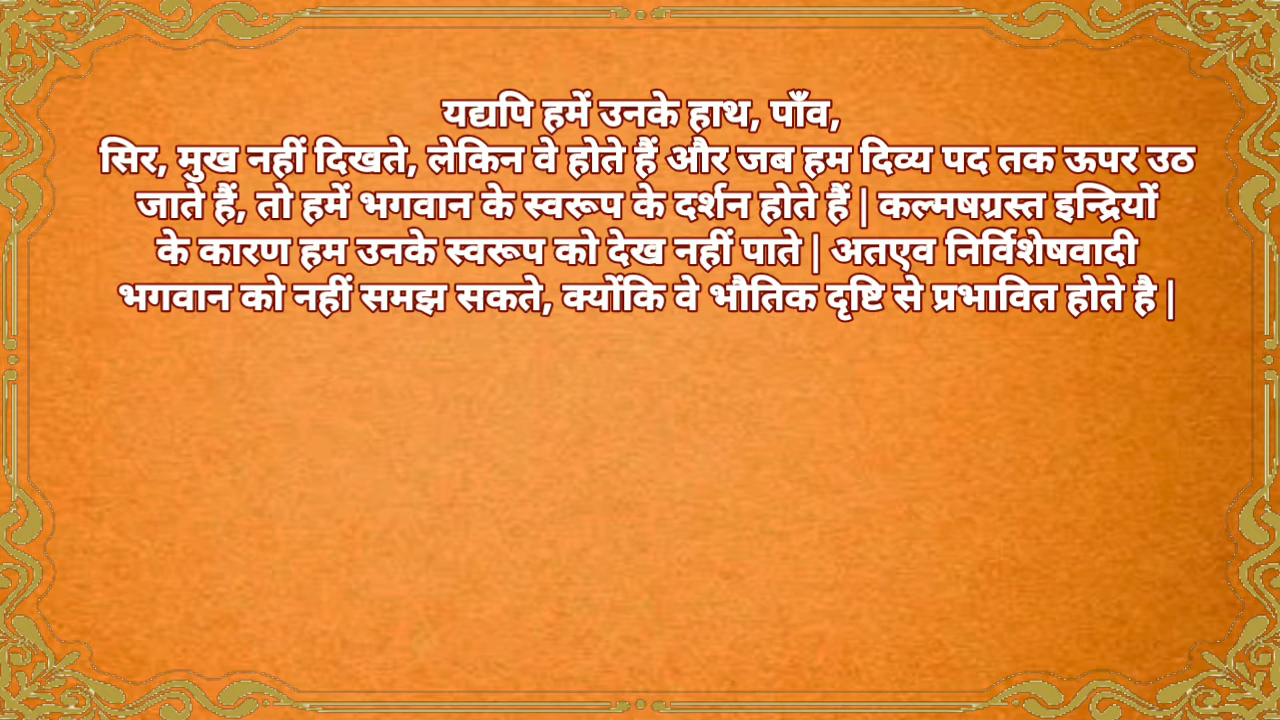 यद्यपि हमें उनके हाथ, पाँव,
सिर, मुख नहीं दिखते, लेकिन वे होते हैं और जब हम दिव्य पद तक ऊपर उठ
जाते हैं, तो हमें भगवान के स्वरूप के दर्शन होते हैं | कल्मषग्रस्त इन्द्रियों
के कारण हम उनके स्वरूप को देख नहीं पाते | अतएव निर्विशेषवादी
भगवान को नहीं समझ सकते, क्योंकि वे भौतिक दृष्टि से प्रभावित होते है |